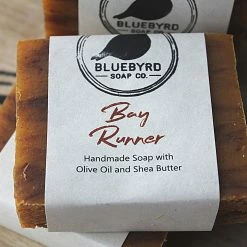 BLUEBYRD
SOAP CO.
Bay
Runner
Handmade Soap with
Olive Oil and Shea Butter